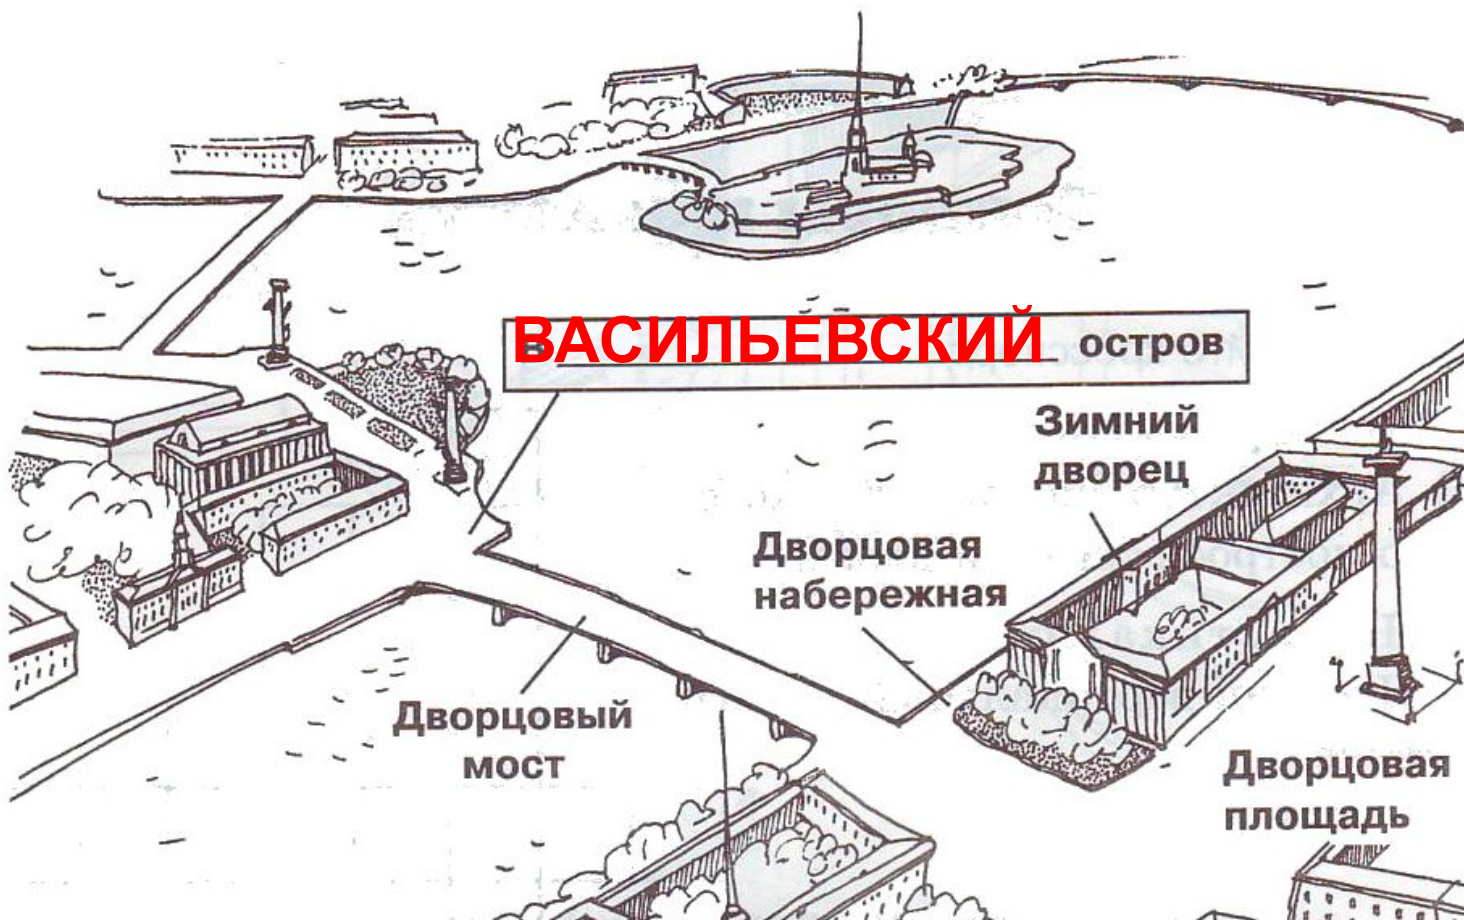 ВАСИЛЬЕВСКИЙ остров
Зимний
дворец
Дворцовая
набережная
Дворцовый
мост
Дворцовая
площадь